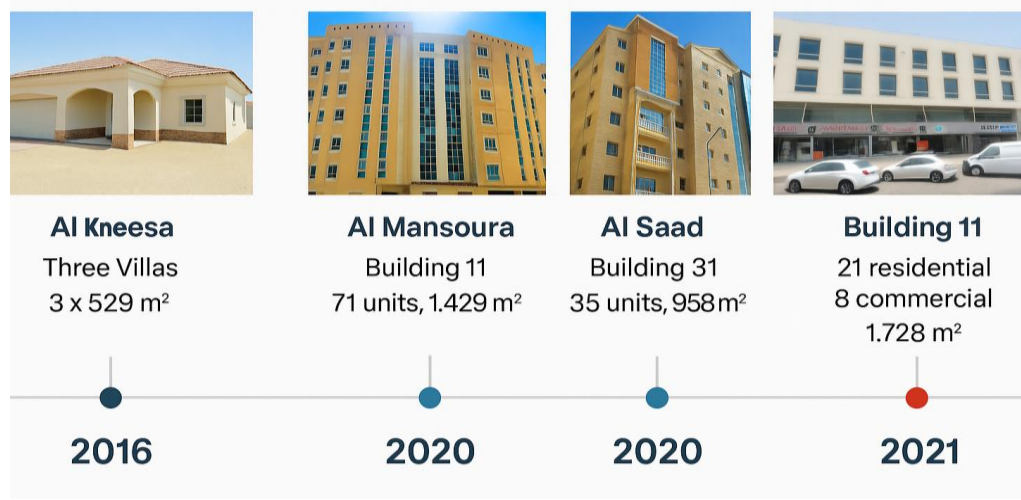 Al Kneesa
Three Villas
3 x 529 m²
2016
Al Mansoura
Building 11
71 units, 1.429 m²
2020
Al Saad
Building 31
35 units, 958 m²
2020
Building 11
21 residential
8 commercial
1.728 m²
2021